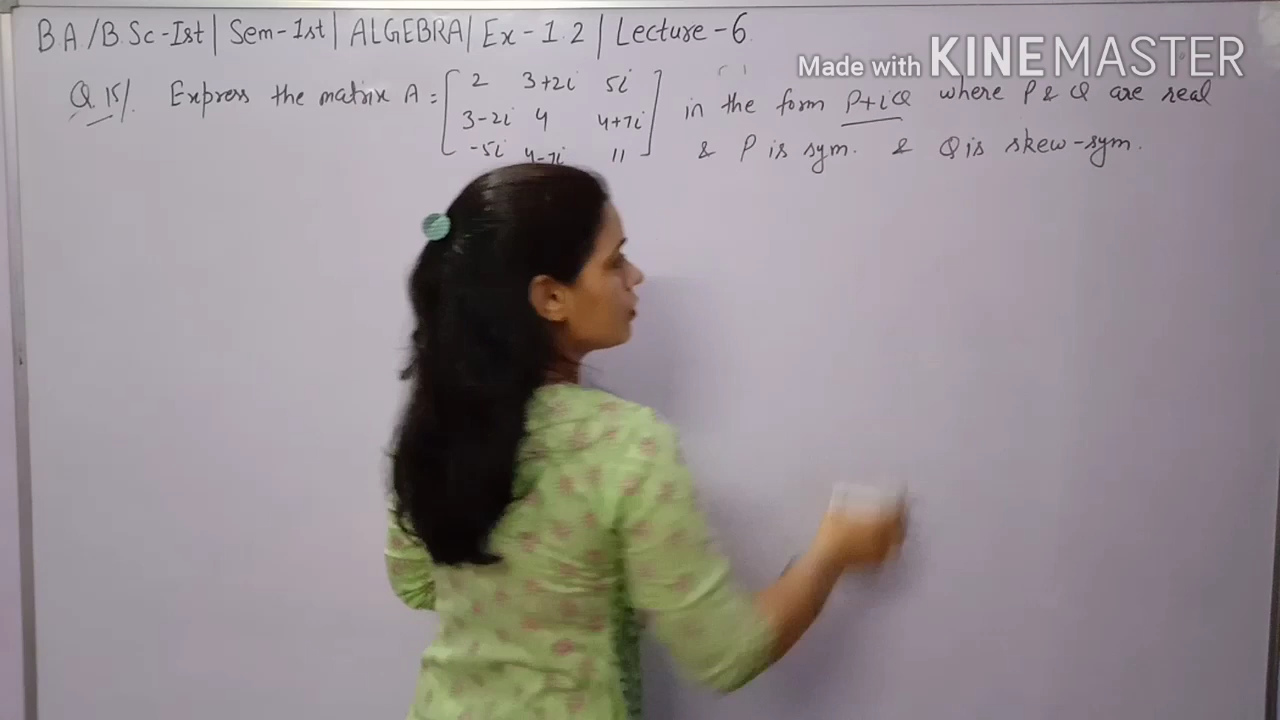 BA/B.Sc-Ist| Sem-1st| ALGEBRA| Ex-1.2| Lecture-6
Made with KINEMASTER
Q.15/. Express the matrix A = [ 2 3+2i 5i ] in the form P+iQ where P & Q are real
3-2i 4 4+7i
-5i 4-7i 11 & P is sym. & Q is skew-sym.